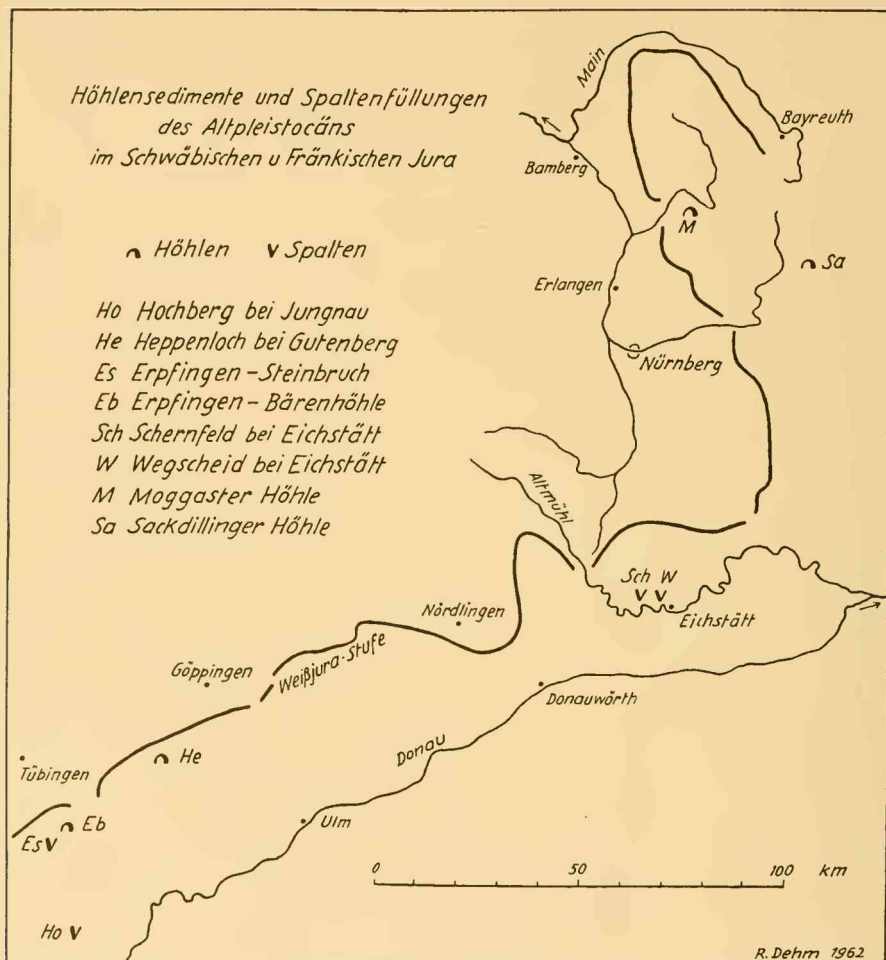 Höhlensedimente und Spaltenfüllungen
des Altpleistocäns
im Schwäbischen u Fränkischen Jura
Höhlen v Spalten
Ho Hochberg bei Jungnau
He Heppenloch bei Gutenberg
Es Erpfingen-Steinbruch
Eb Erpfingen-Bärenhöhle
Sch Schernfeld bei Eichstätt
W Wegscheid bei Eichstätt
M Moggaster Höhle
Sa Sackdillinger Höhle
Main
Bayreuth
Bamberg
M
Sa
Erlangen
Nürnberg
Altmühl
Sch W
v v
Eichstätt
Nördlingen
Weißjura-Stufe
Göppingen
Donauwörth
He
Tübingen
Donau
Eb
Ulm
Es v
0 50 100 km
Ho v
R. Dehm 1962